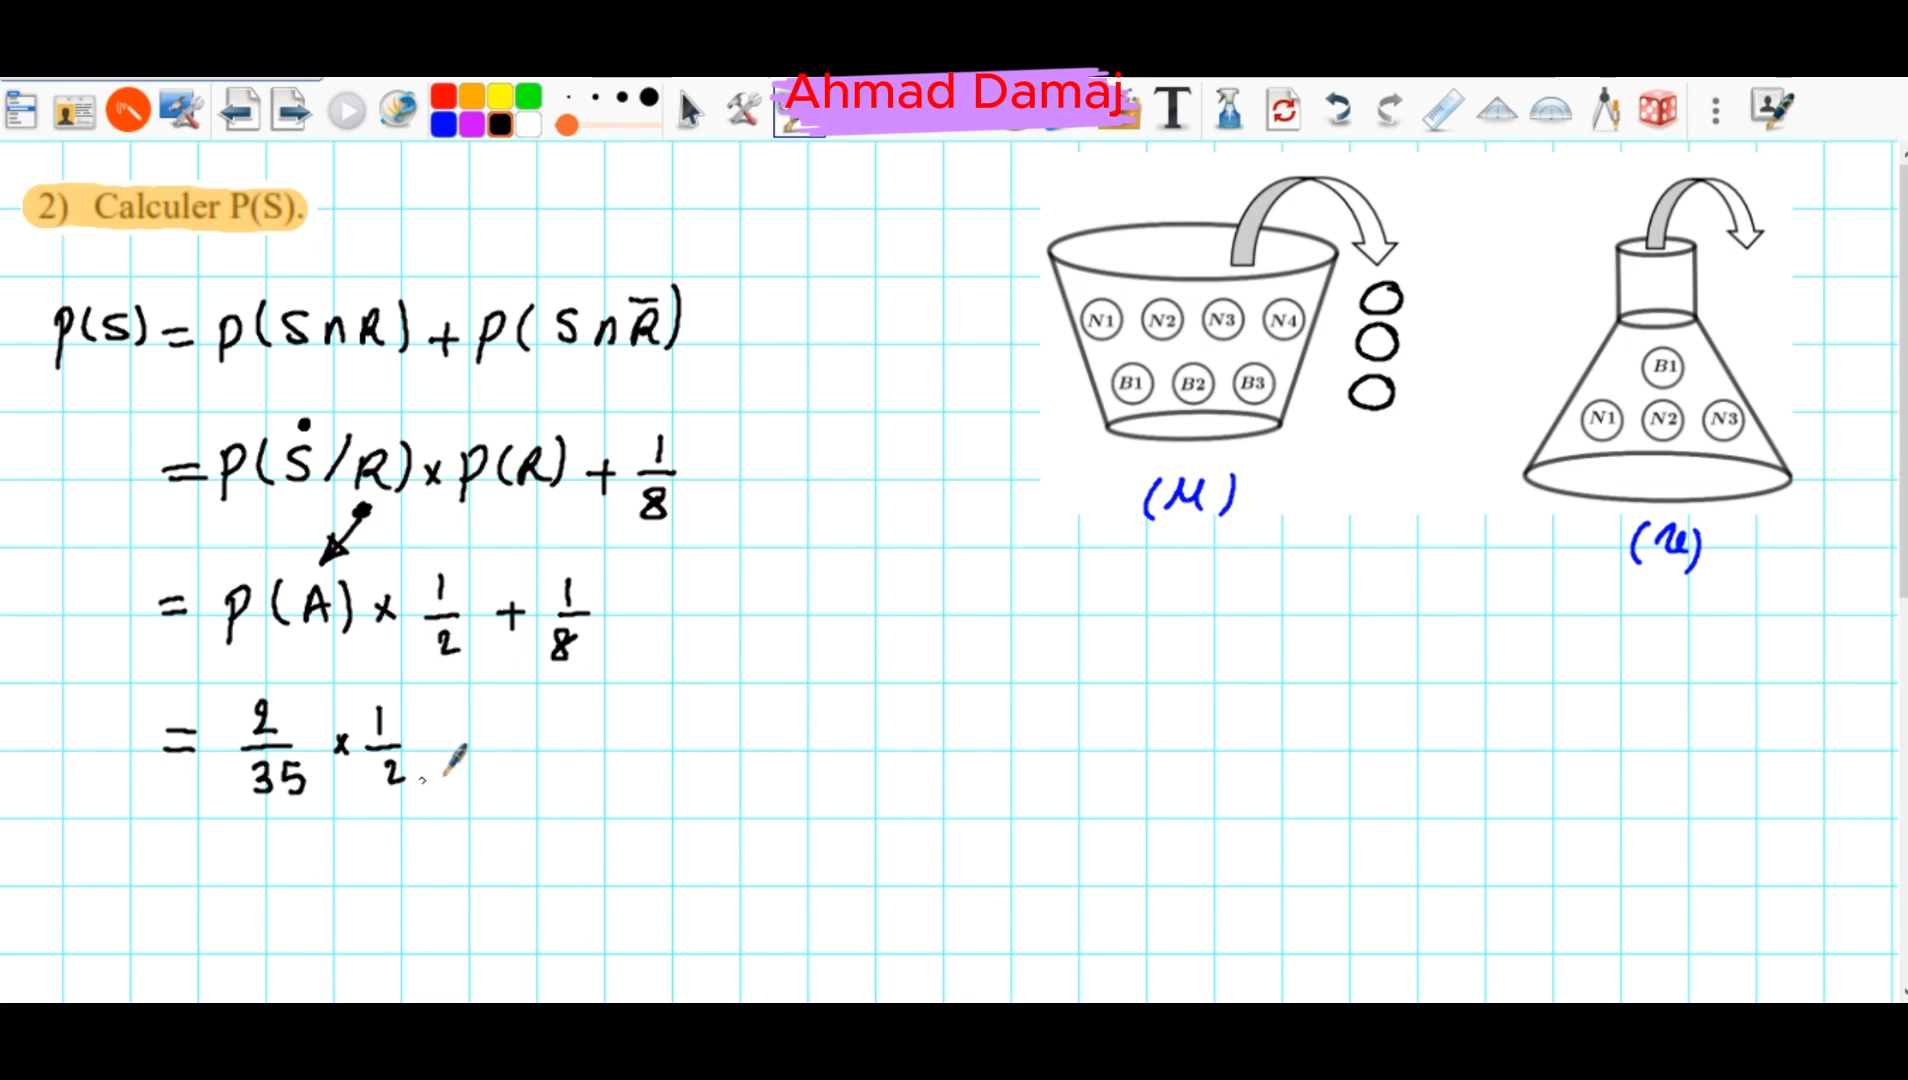 Ahmad Damaj
T
2) Calculer P(S).
P(S) = P(S∩R) + P(S∩R̄)
= P(S/R) × P(R) + 1/8
= P(A) × 1/2 + 1/8
= 2/35 × 1/2
N1 N2 N3 N4
B1 B2 B3
B1
N1 N2 N3